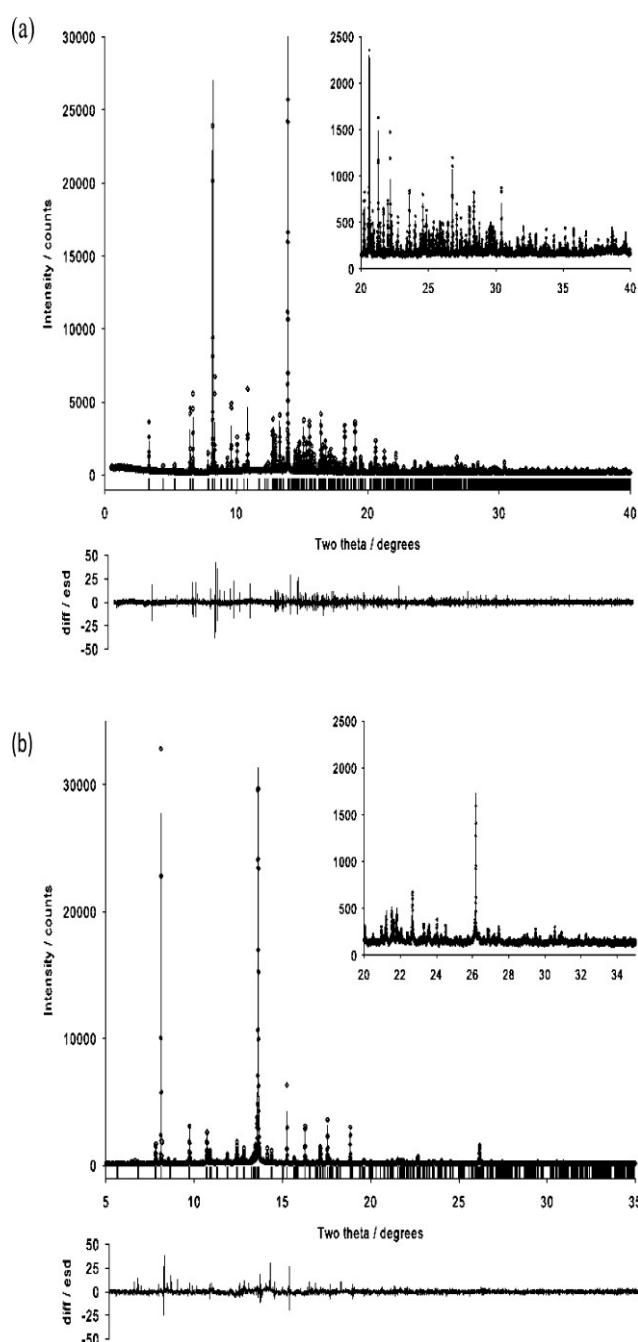 (a)
30000
25000
20000
15000
10000
5000
0
Intensity / counts
0 10 20 30 40
Two theta / degrees
2500
2000
1500
1000
500
0
20 25 30 35 40
50
25
0
-25
-50
diff / esd
(b)
30000
20000
10000
0
Intensity / counts
5 10 15 20 25 30 35
Two theta / degrees
2500
2000
1500
1000
500
0
20 22 24 26 28 30 32 34
50
25
0
-25
-50
diff / esd